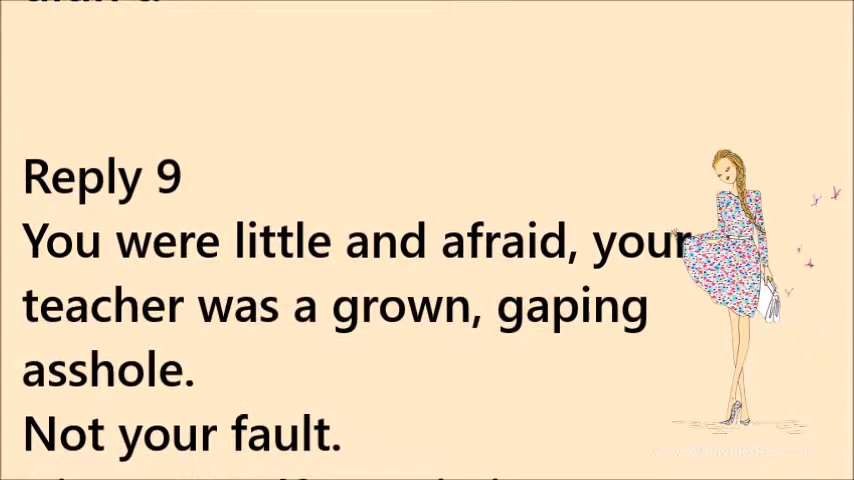 Reply 9
You were little and afraid, your
teacher was a grown, gaping
asshole.
Not your fault.